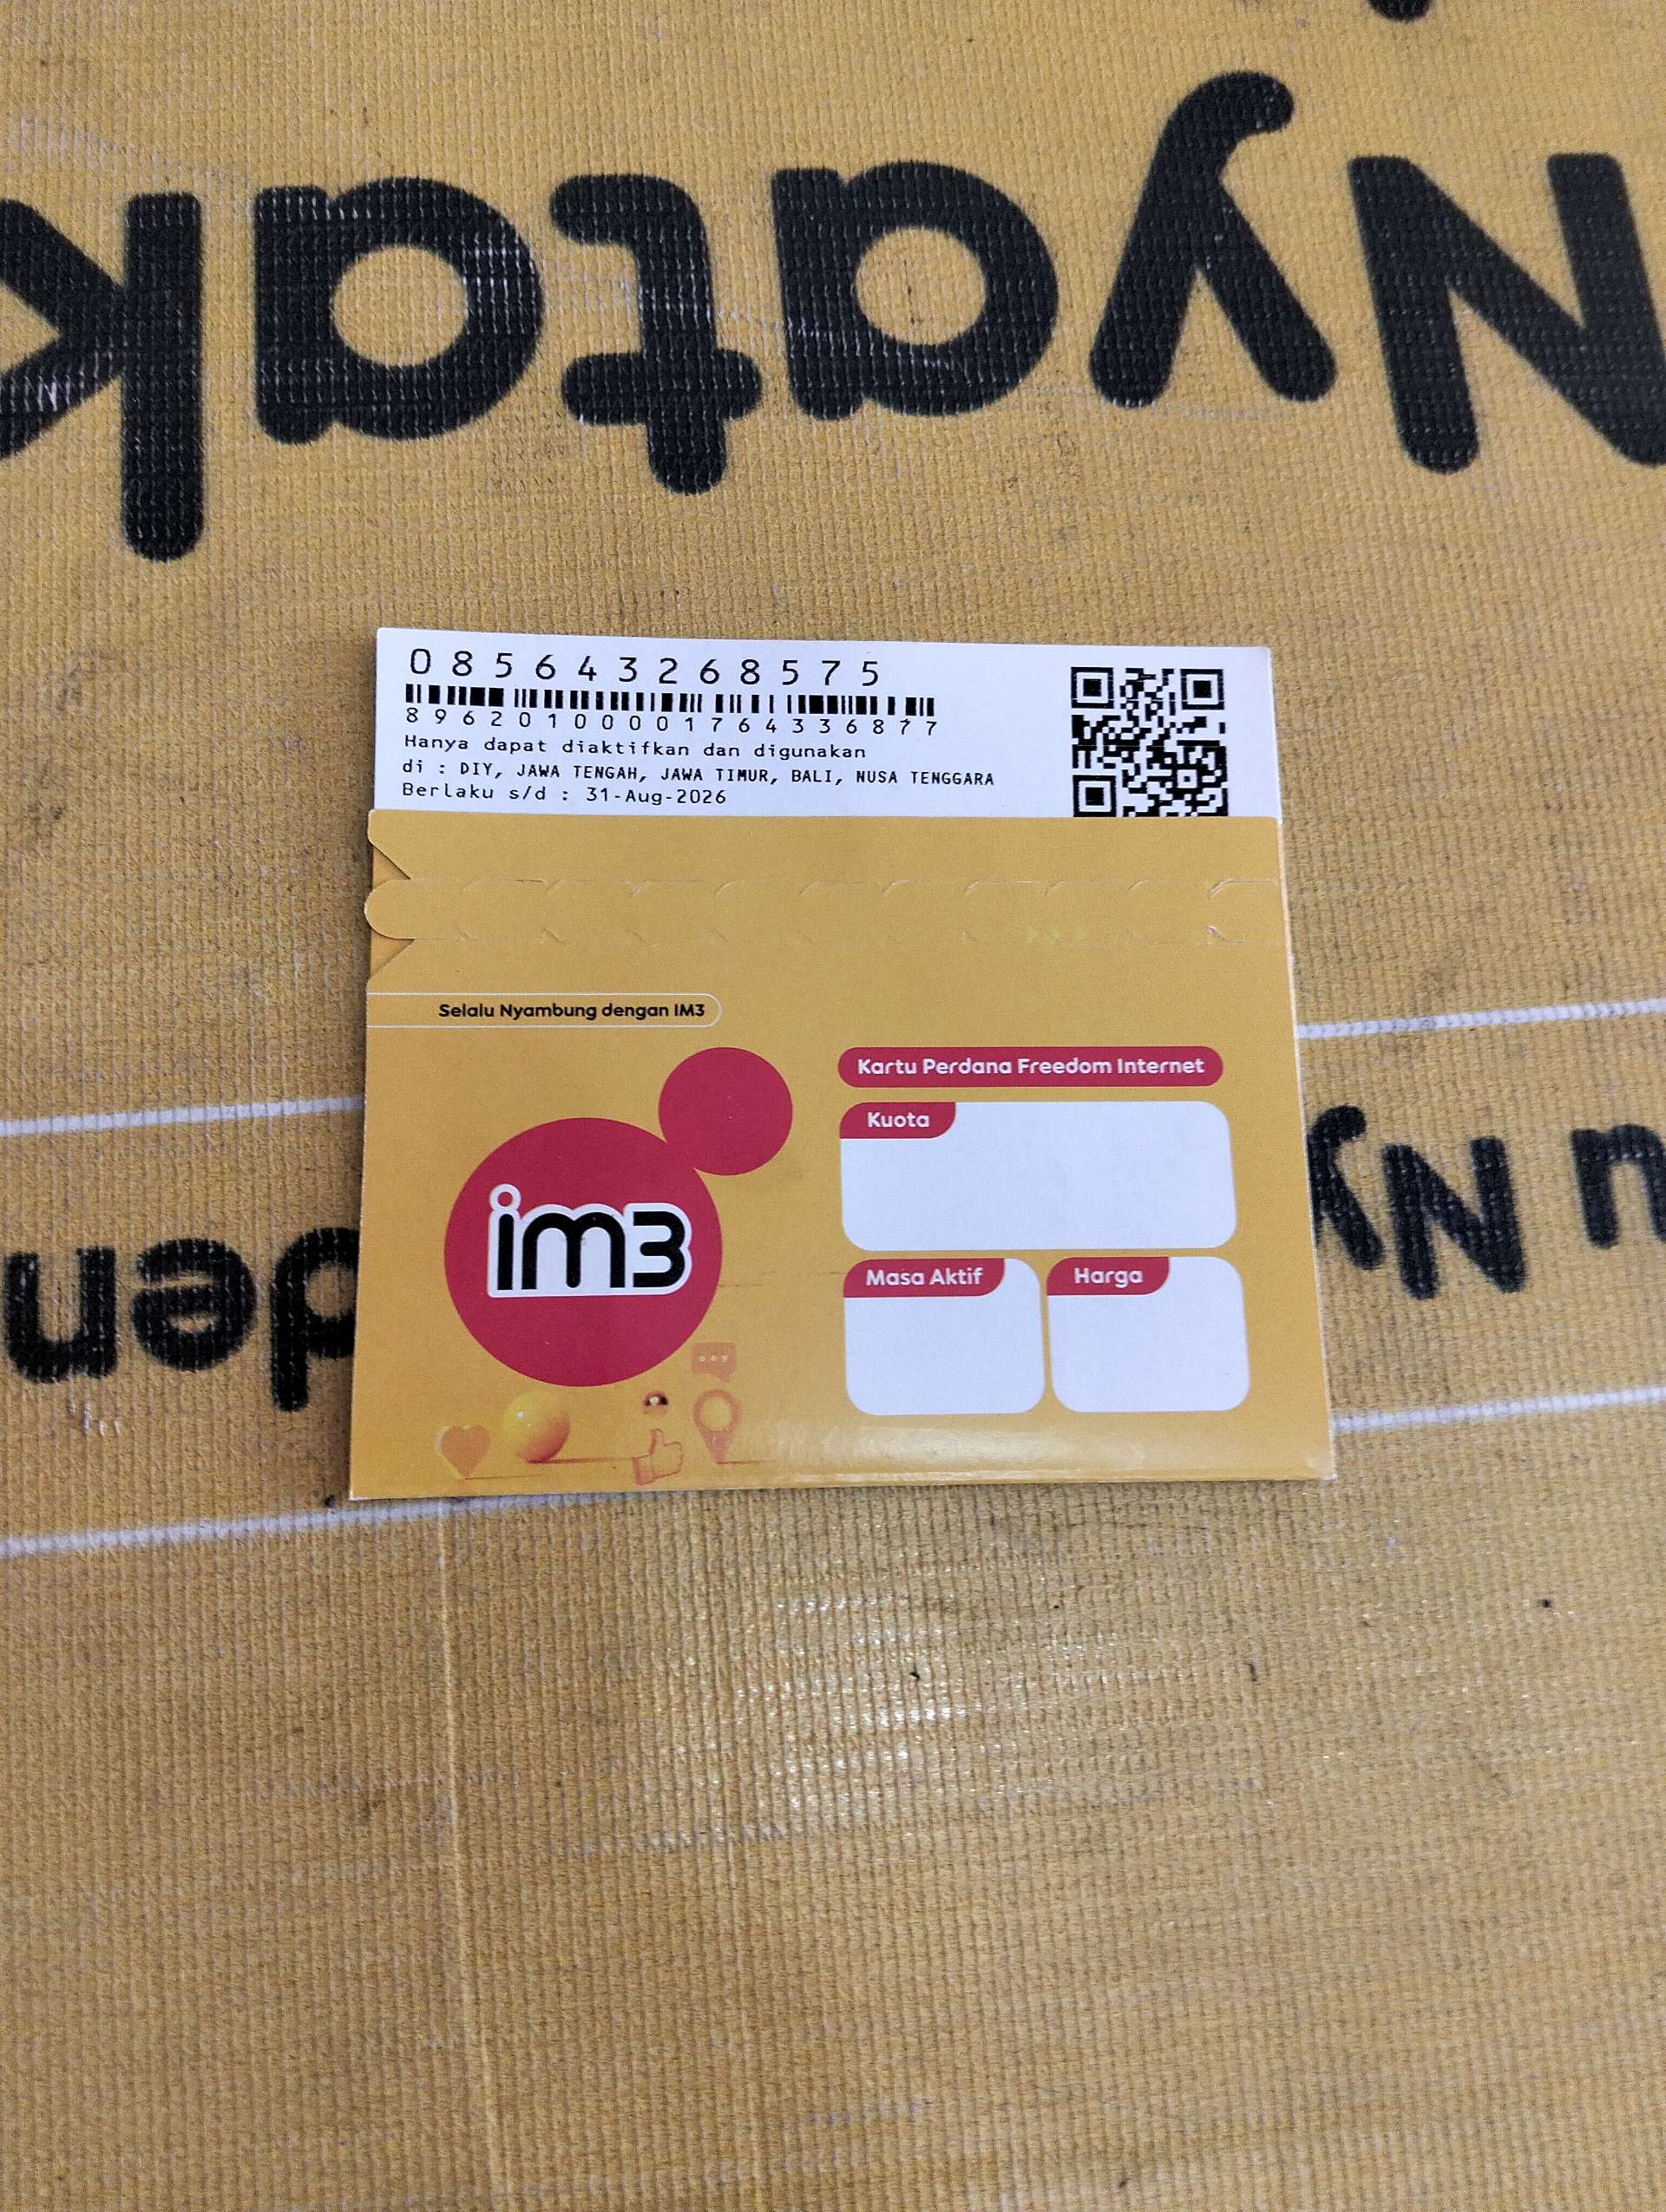 Nyatak
085643268575
8962010000176433687​7
Hanya dapat diaktifkan dan digunakan
di : DIY, JAWA TENGAH, JAWA TIMUR, BALI, NUSA TENGGARA
Berlaku s/d : 31-Aug-2026
Selalu Nyambung dengan IM3
Kartu Perdana Freedom Internet
Kuota
im3
Masa Aktif
Harga